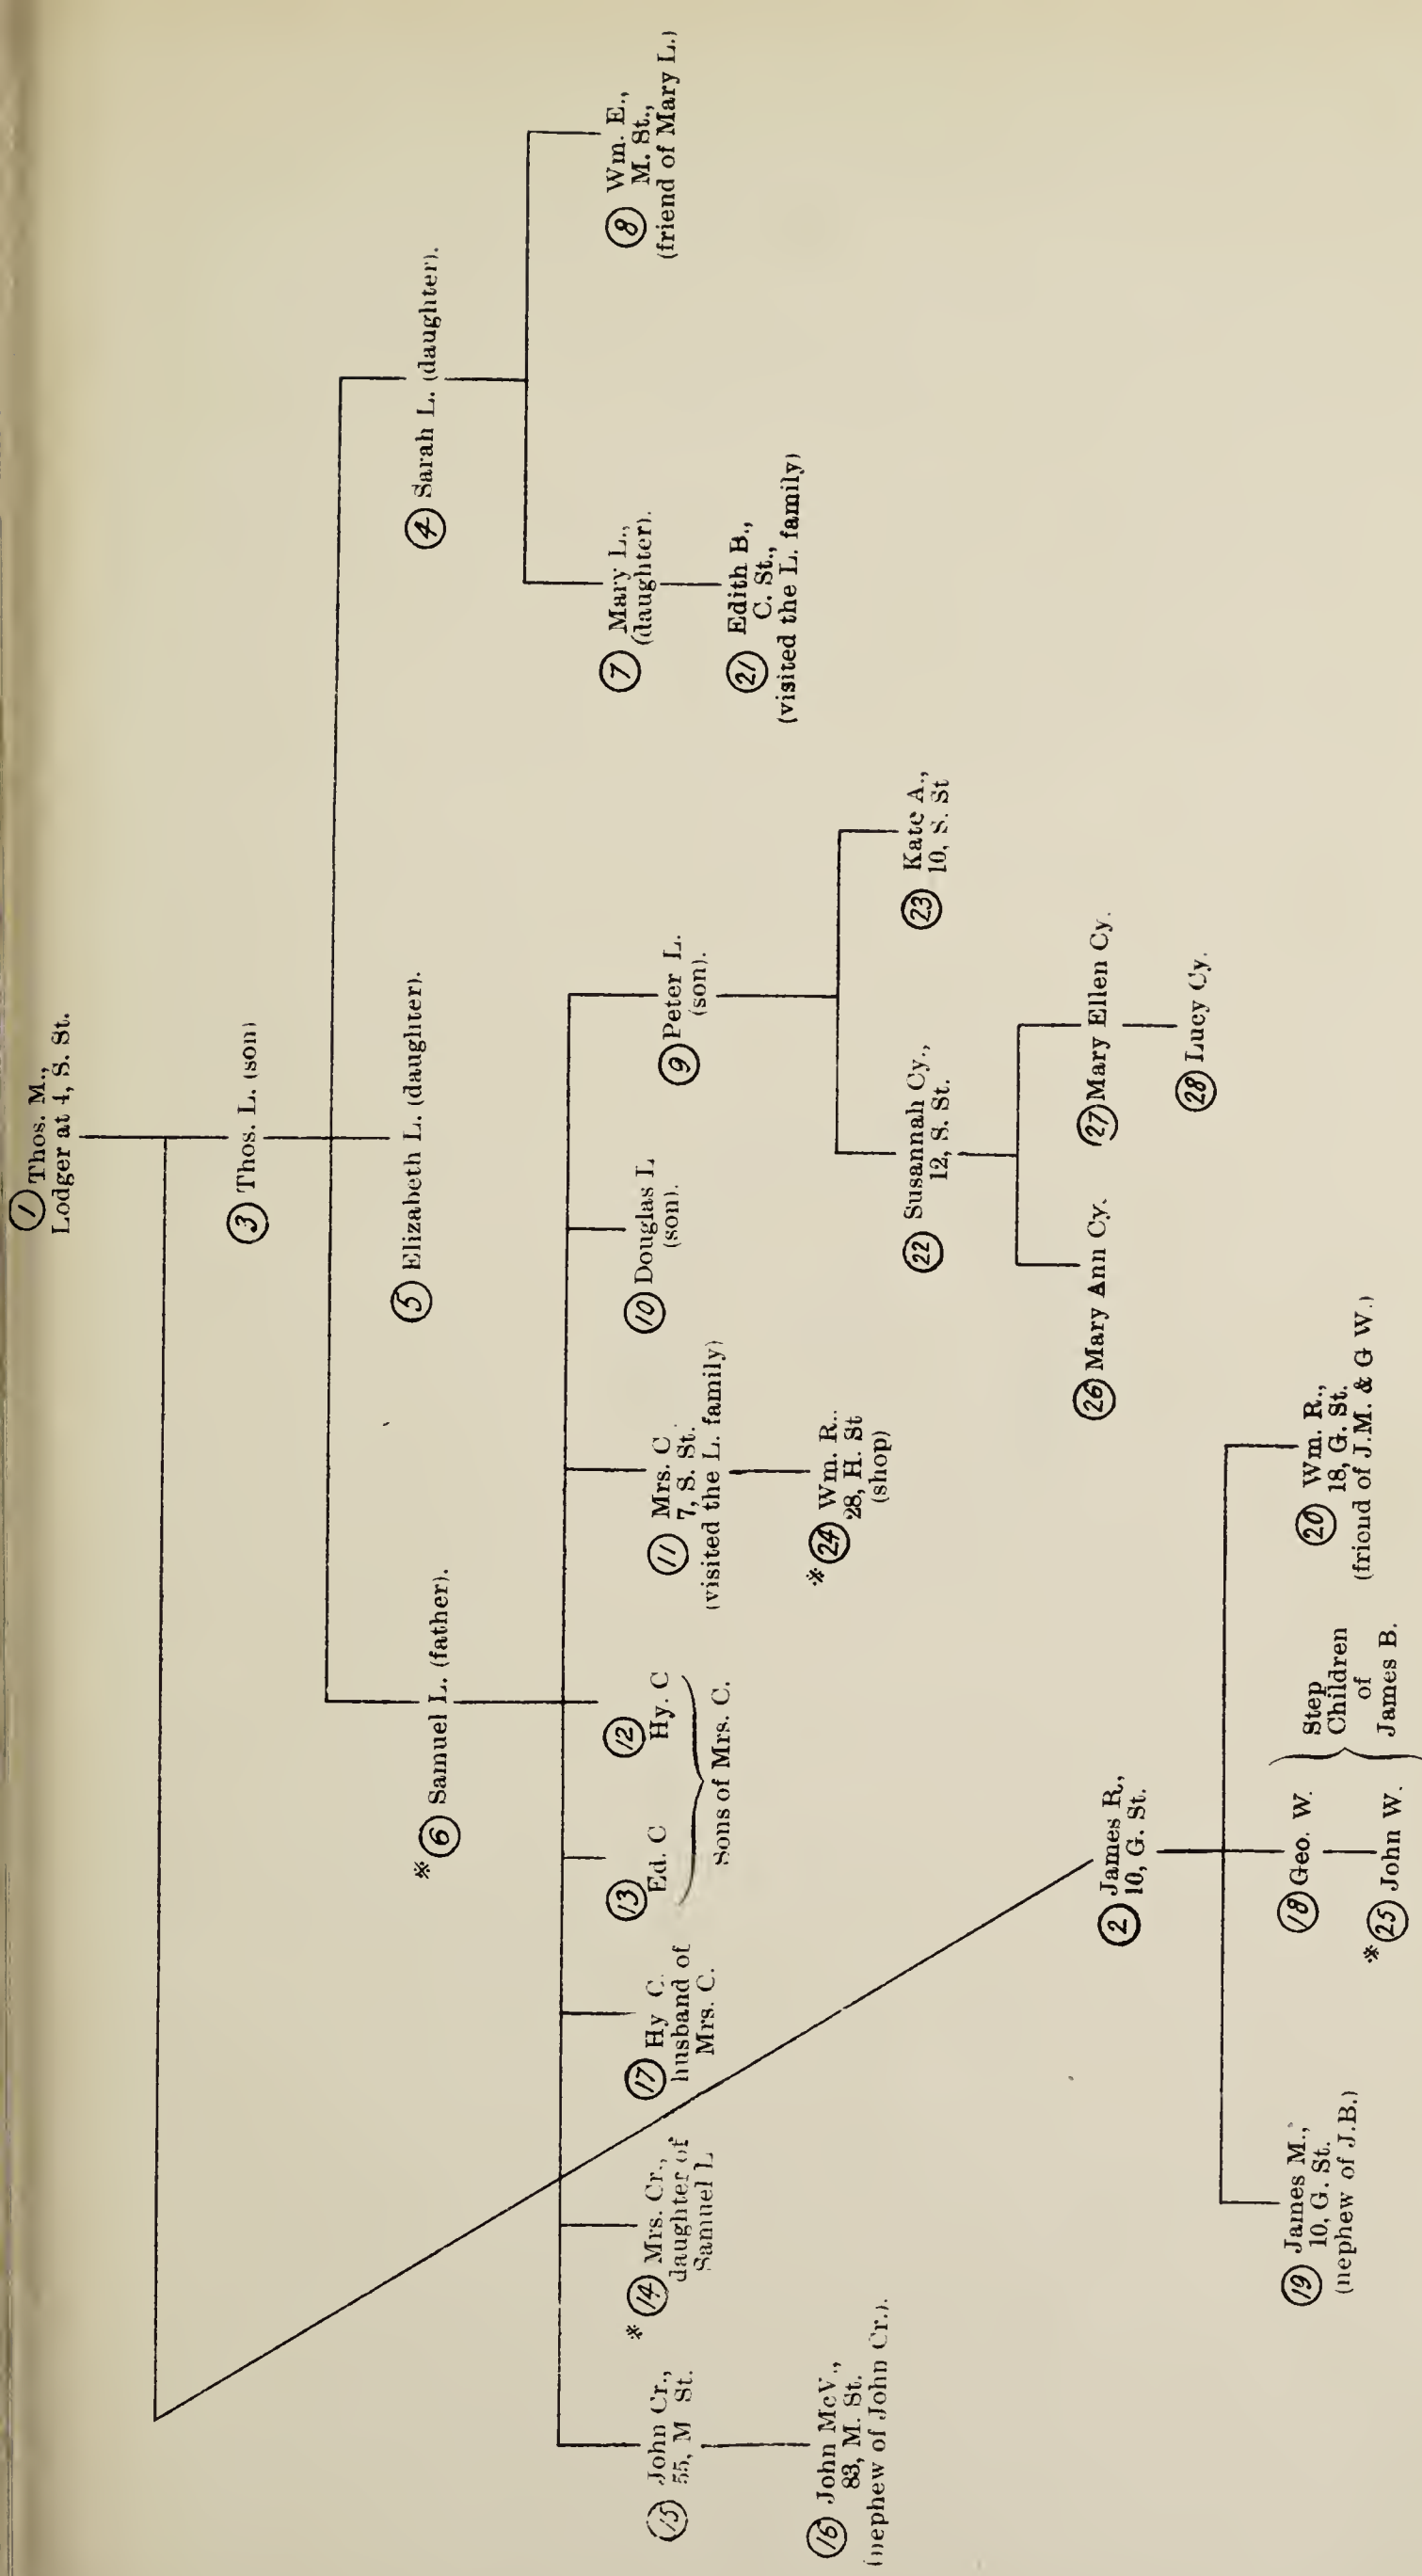 ① Thos. M.,
Lodger at 4, S. St.
③ Thos. L. (son)
※ ⑥ Samuel L. (father).
⑤ Elizabeth L. (daughter).
④ Sarah L. (daughter).
⑮ John Cr.,
55, M St.
※ ⑭ Mrs. Cr.,
daughter of
Samuel L
⑰ Hy C.
husband of
Mrs. C.
⑬ Ed. C
⑫ Hy. C
Sons of Mrs. C.
⑪ Mrs. C
7, S. St.
(visited the L. family)
⑩ Douglas L
(son).
⑨ Peter L.
(son).
⑦ Mary L.,
(daughter).
⑧ Wm. E.,
M. St.,
(friend of Mary L.)
⑯ John McV.,
83, M. St.
(nephew of John Cr.).
※ ㉔ Wm. R..
28, H. St
(shop)
㉑ Edith B.,
C. St.,
(visited the L. family)
㉒ Susannah Cy.,
12, S. St.
㉓ Kate A.,
10, S. St
② James R.,
10, G. St.
㉖ Mary Ann Cy.
㉗ Mary Ellen Cy.
㉘ Lucy Cy.
⑲ James M.,
10, G. St.
(nephew of J.B.)
⑱ Geo. W.
※ ㉕ John W.
Step
Children
of
James B.
⑳ Wm. R.,
18, G. St.
(friend of J.M. & G W.)